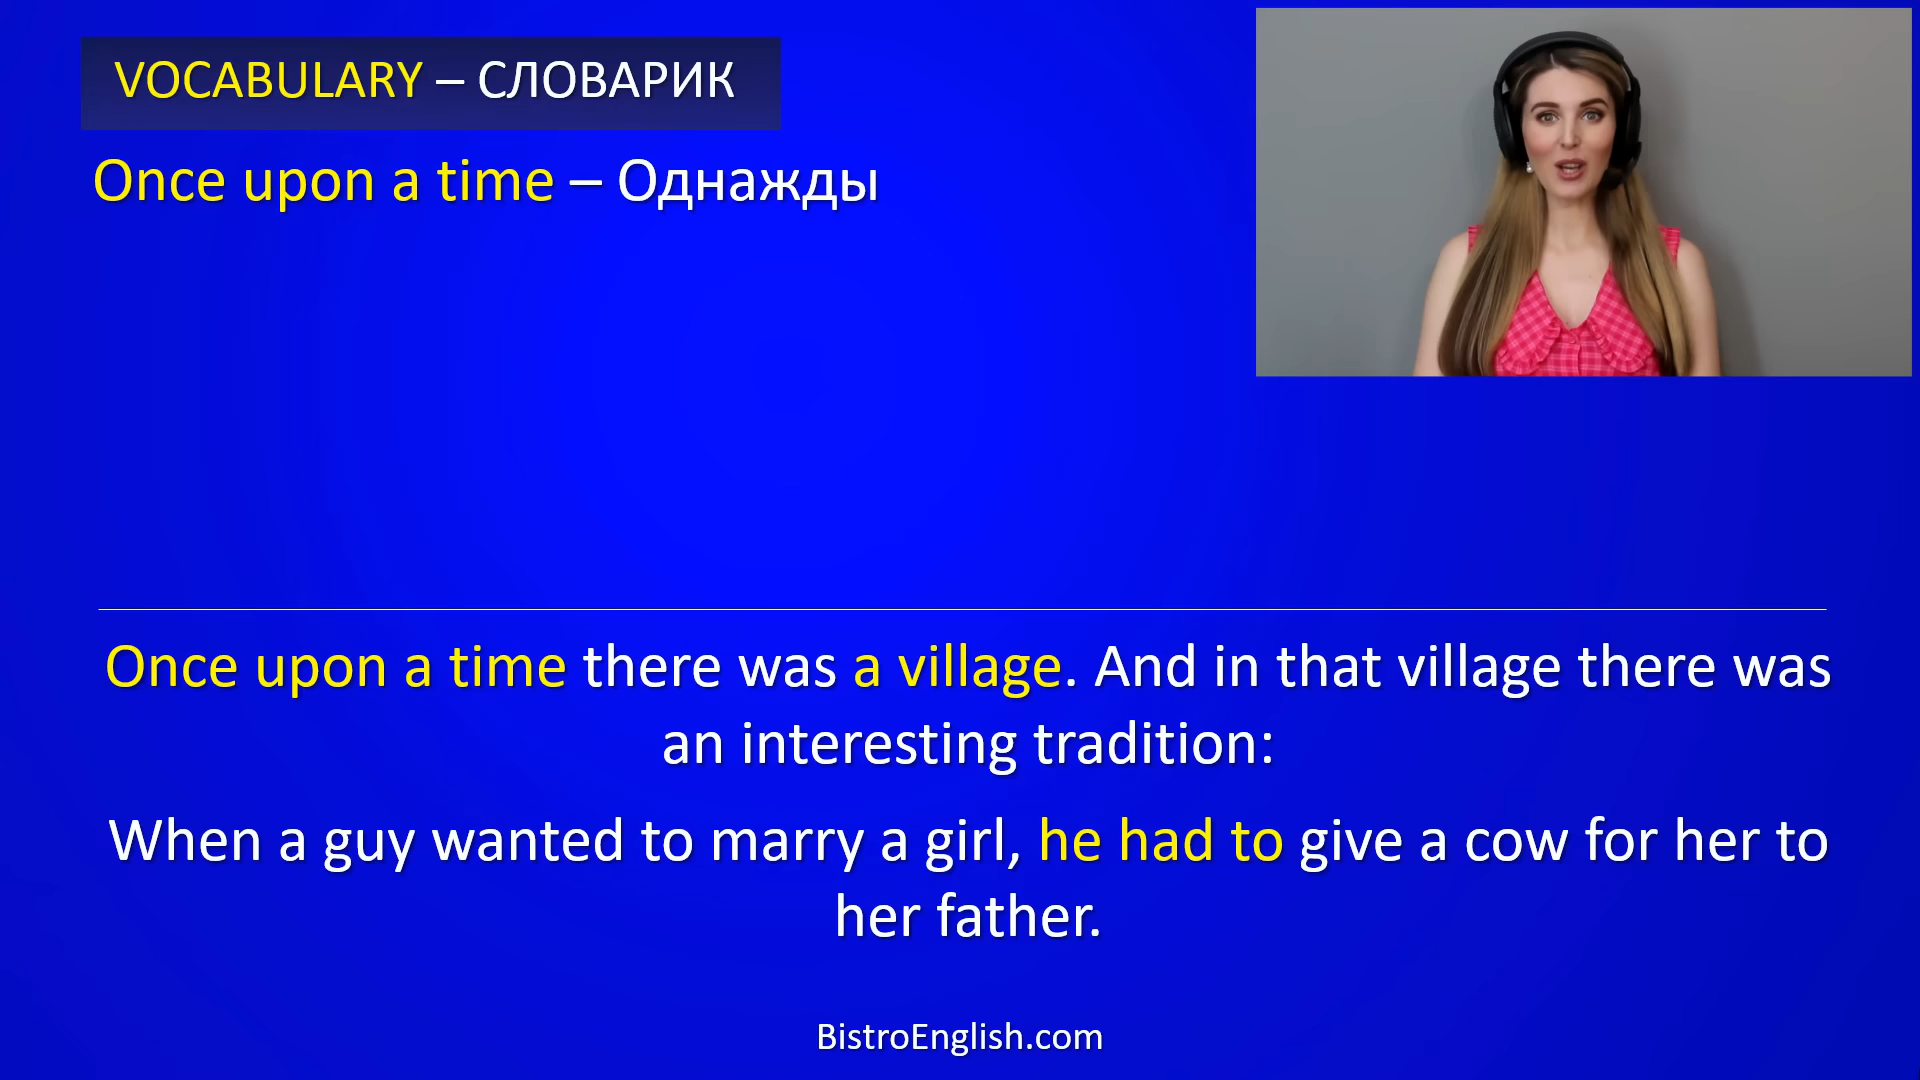 VOCABULARY – СЛОВАРИК
Once upon a time – Однажды
Once upon a time there was a village. And in that village there was
an interesting tradition:
When a guy wanted to marry a girl, he had to give a cow for her to
her father.
BistroEnglish.com